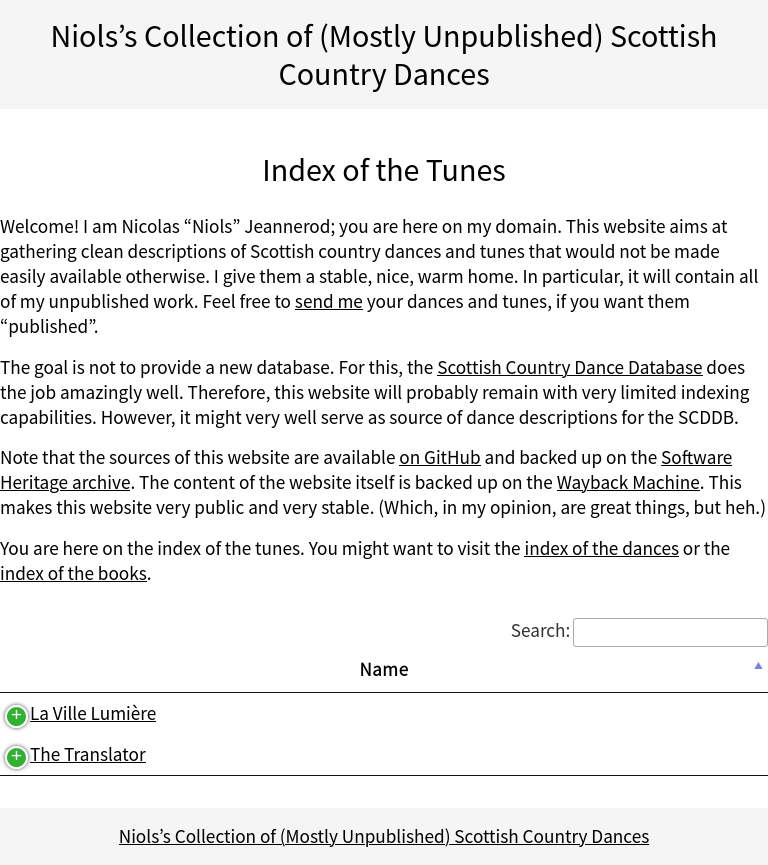 Niols’s Collection of (Mostly Unpublished) Scottish
Country Dances
Index of the Tunes
Welcome! I am Nicolas “Niols” Jeannerod; you are here on my domain. This website aims at
gathering clean descriptions of Scottish country dances and tunes that would not be made
easily available otherwise. I give them a stable, nice, warm home. In particular, it will contain all
of my unpublished work. Feel free to send me your dances and tunes, if you want them
“published”.
The goal is not to provide a new database. For this, the Scottish Country Dance Database does
the job amazingly well. Therefore, this website will probably remain with very limited indexing
capabilities. However, it might very well serve as source of dance descriptions for the SCDDB.
Note that the sources of this website are available on GitHub and backed up on the Software
Heritage archive. The content of the website itself is backed up on the Wayback Machine. This
makes this website very public and very stable. (Which, in my opinion, are great things, but heh.)
You are here on the index of the tunes. You might want to visit the index of the dances or the
index of the books.
Search:
Name
La Ville Lumière
The Translator
Niols’s Collection of (Mostly Unpublished) Scottish Country Dances